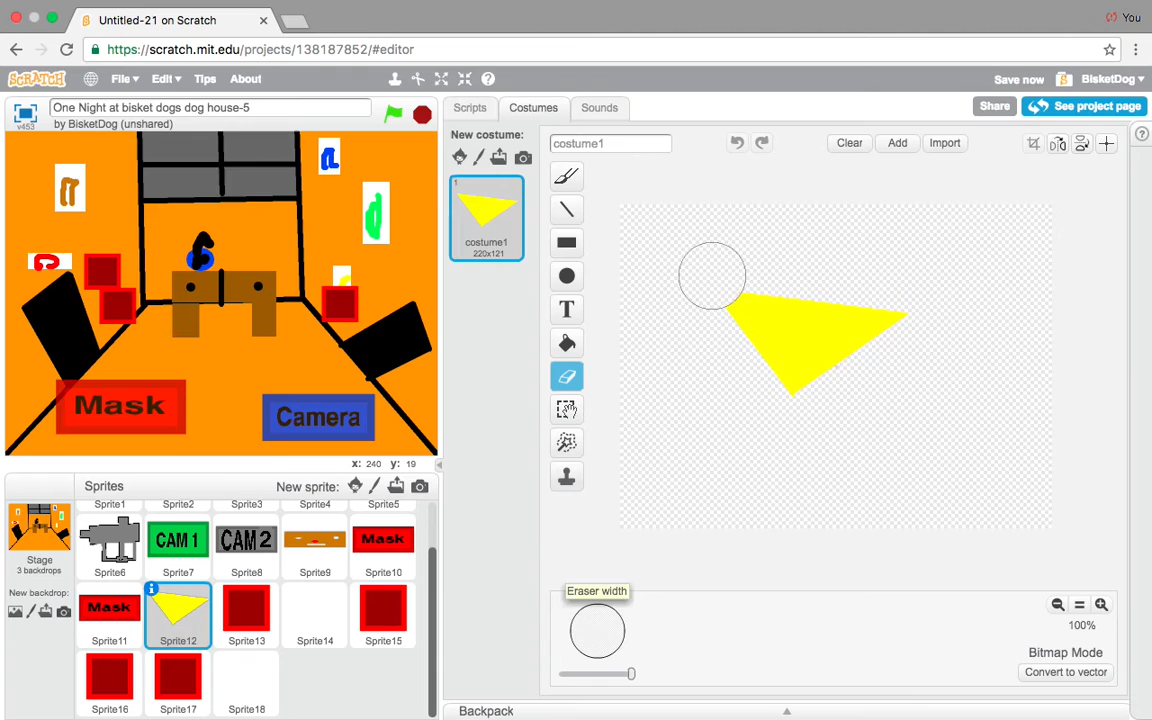 Untitled-21 on Scratch
You
https://scratch.mit.edu/projects/138187852/#editor
SCRATCH
File
Edit
Tips
About
Save now
BisketDog
One Night at bisket dogs dog house-5
by BisketDog (unshared)
v453
Scripts
Costumes
Sounds
Share
See project page
New costume:
costume1
Clear
Add
Import
1
costume1
220x121
T
Mask
Camera
x: 240 y: 19
Sprites
New sprite:
Sprite1
Sprite2
Sprite3
Sprite4
Sprite5
CAM 1
CAM 2
Mask
Stage
3 backdrops
Sprite6
Sprite7
Sprite8
Sprite9
Sprite10
New backdrop:
Mask
Sprite11
Sprite12
Sprite13
Sprite14
Sprite15
Sprite16
Sprite17
Sprite18
Eraser width
100%
Bitmap Mode
Convert to vector
Backpack